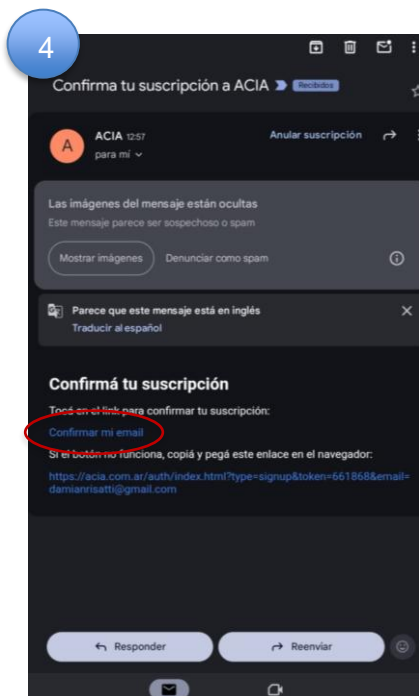 4
Confirma tu suscripción a ACIA
Recibidos
A
ACIA 12:57
Anular suscripción
para mí
Las imágenes del mensaje están ocultas
Este mensaje parece ser sospechoso o spam
Mostrar imágenes
Denunciar como spam
Parece que este mensaje está en inglés
Traducir al español
Confirmá tu suscripción
Tocá en el link para confirmar tu suscripción:
Confirmar mi email
Si el botón no funciona, copiá y pegá este enlace en el navegador:
https://acia.com.ar/auth/index.html?type=signup&token=661868&email=
damianrisatti@gmail.com
Responder
Reenviar